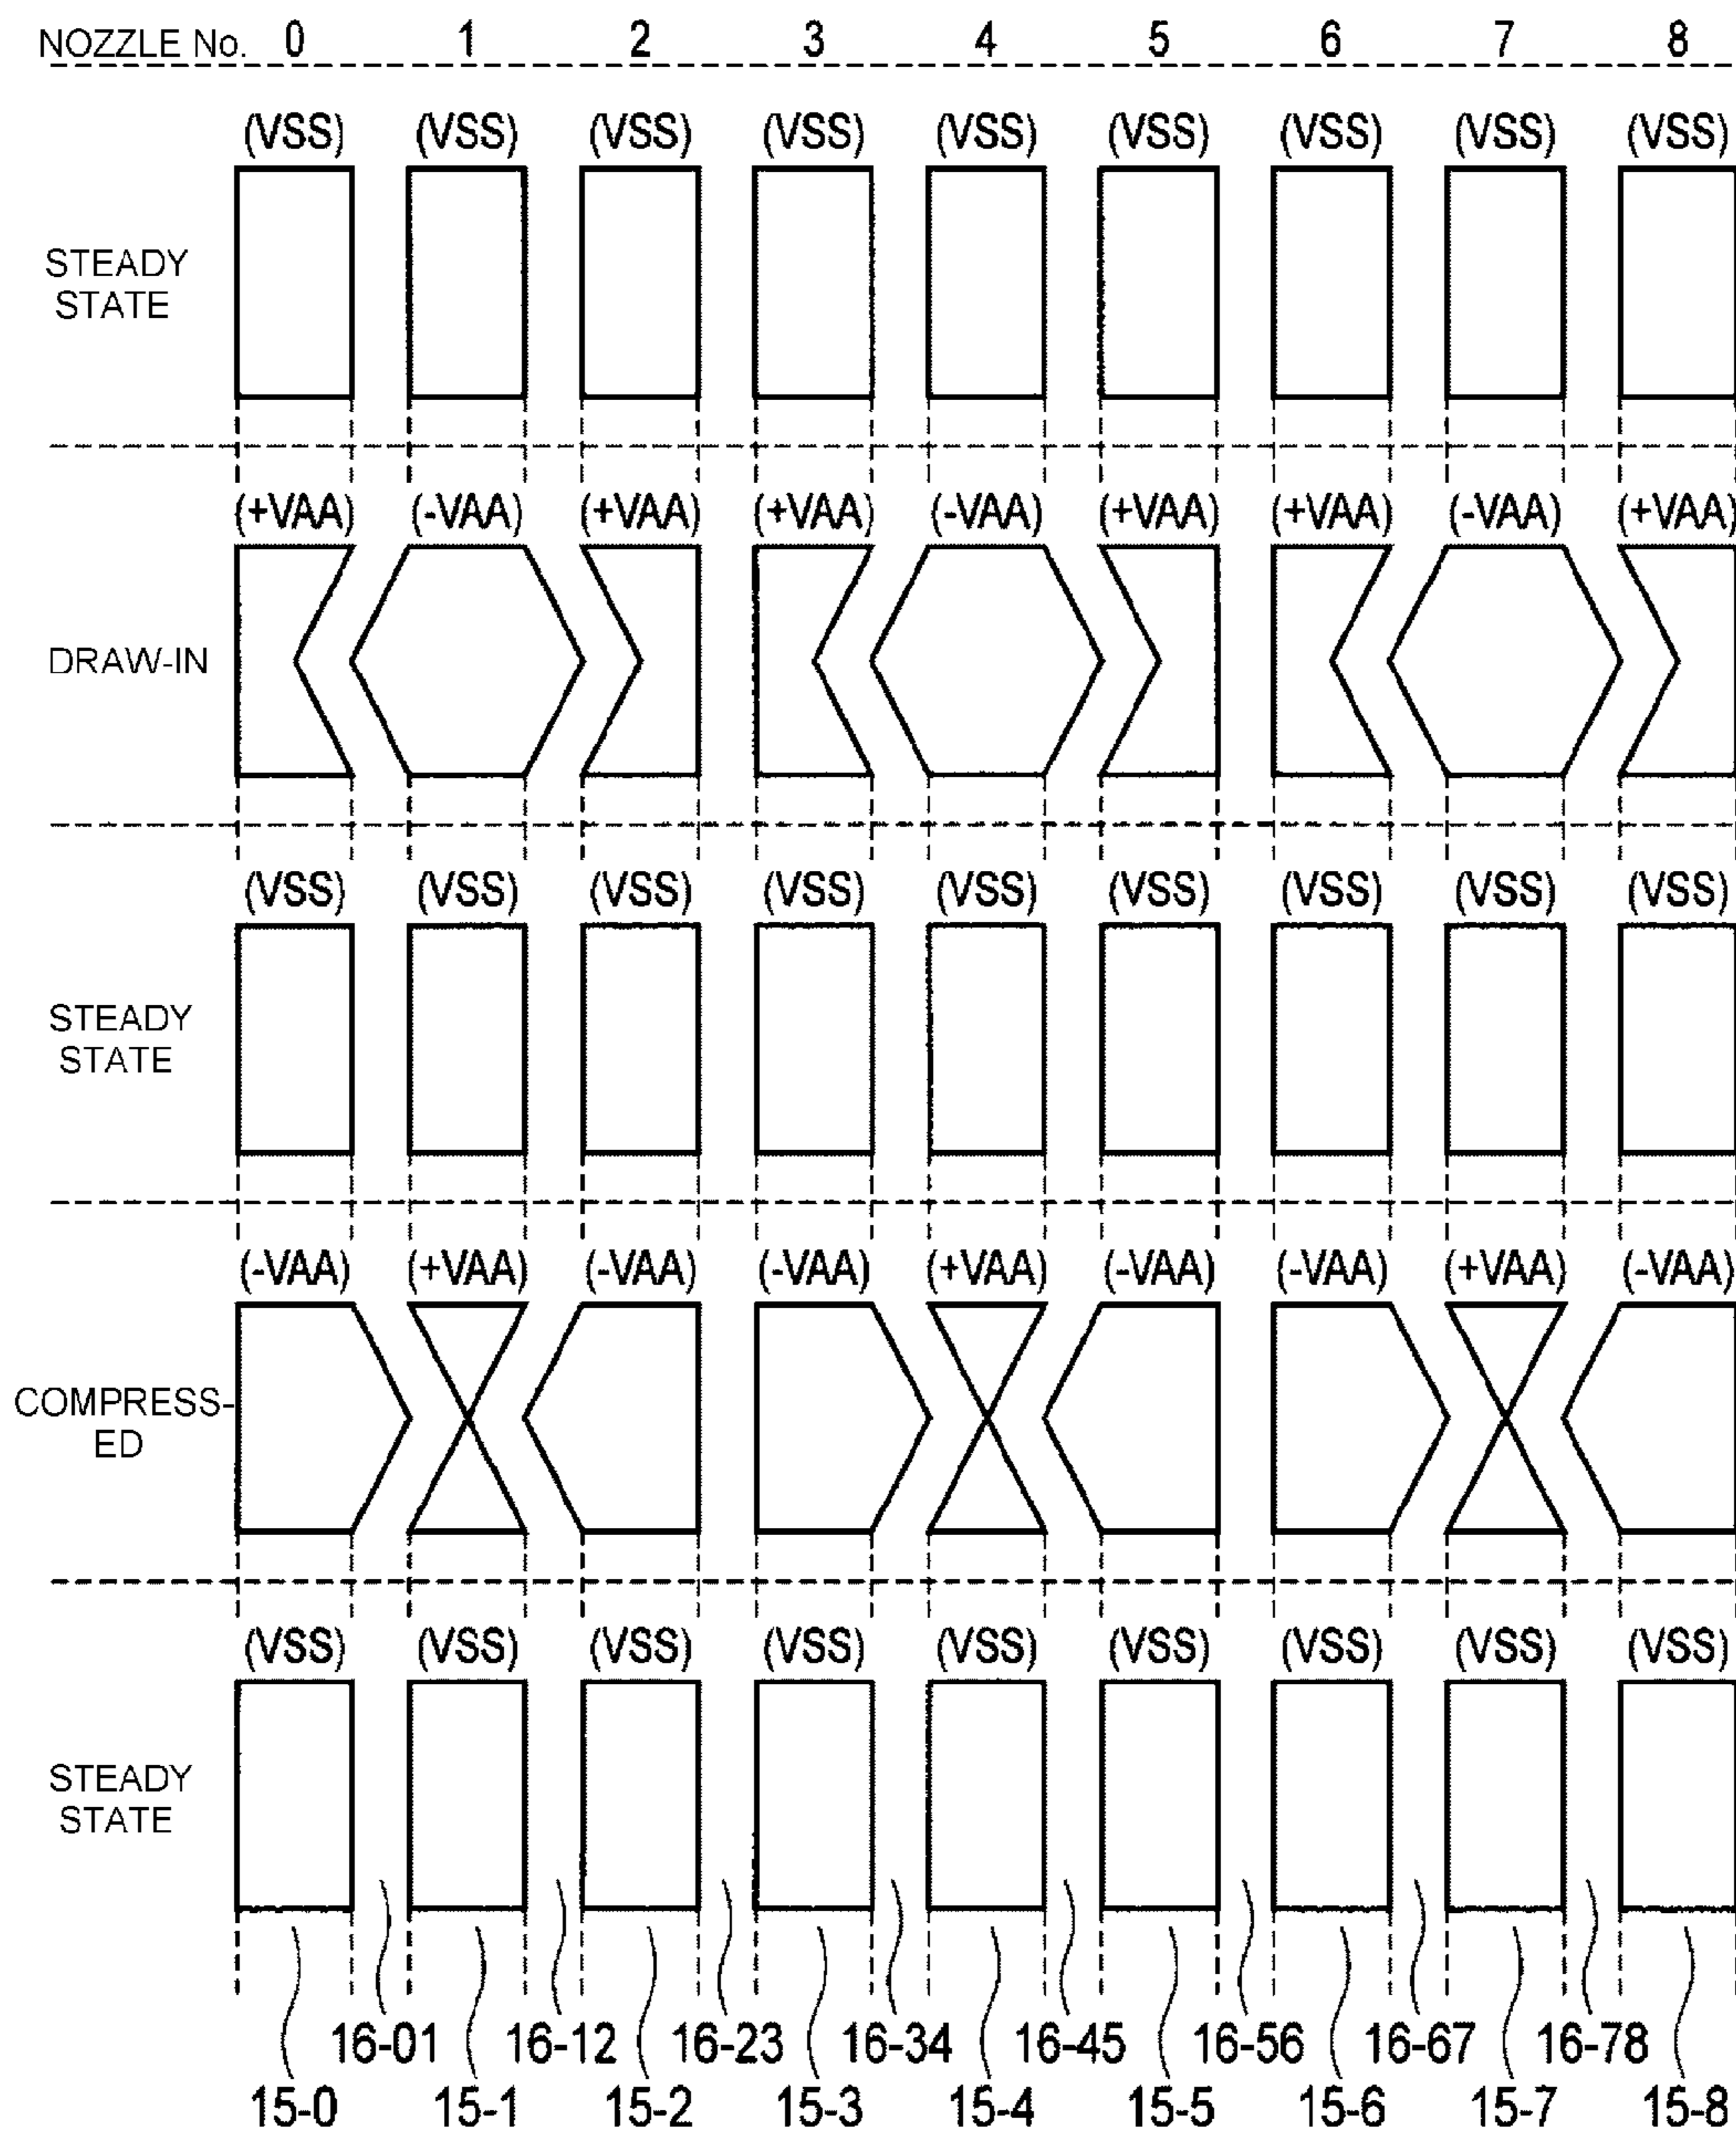 NOZZLE No. 0 1 2 3 4 5 6 7 8
(VSS) (VSS) (VSS) (VSS) (VSS) (VSS) (VSS) (VSS) (VSS)
STEADY
STATE
(+VAA) (-VAA) (+VAA) (+VAA) (-VAA) (+VAA) (+VAA) (-VAA) (+VAA)
DRAW-IN
(VSS) (VSS) (VSS) (VSS) (VSS) (VSS) (VSS) (VSS) (VSS)
STEADY
STATE
(-VAA) (+VAA) (-VAA) (-VAA) (+VAA) (-VAA) (-VAA) (+VAA) (-VAA)
COMPRESS-
ED
(VSS) (VSS) (VSS) (VSS) (VSS) (VSS) (VSS) (VSS) (VSS)
STEADY
STATE
16-01 16-12 16-23 16-34 16-45 16-56 16-67 16-78
15-0 15-1 15-2 15-3 15-4 15-5 15-6 15-7 15-8